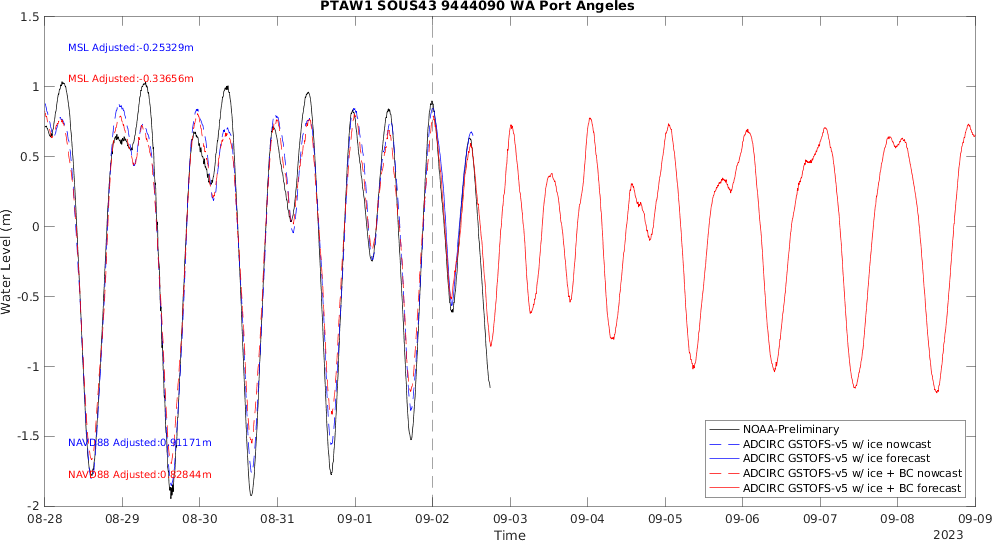 PTAW1 SOUS43 9444090 WA Port Angeles
MSL Adjusted:-0.25329m
MSL Adjusted:-0.33656m
NAVD88 Adjusted:0.91171m
NAVD88 Adjusted:0.82844m
Water Level (m)
1.5
1
0.5
0
-0.5
-1
-1.5
-2
NOAA-Preliminary
ADCIRC GSTOFS-v5 w/ ice nowcast
ADCIRC GSTOFS-v5 w/ ice forecast
ADCIRC GSTOFS-v5 w/ ice + BC nowcast
ADCIRC GSTOFS-v5 w/ ice + BC forecast
08-28 08-29 08-30 08-31 09-01 09-02 09-03 09-04 09-05 09-06 09-07 09-08 09-09
Time
2023